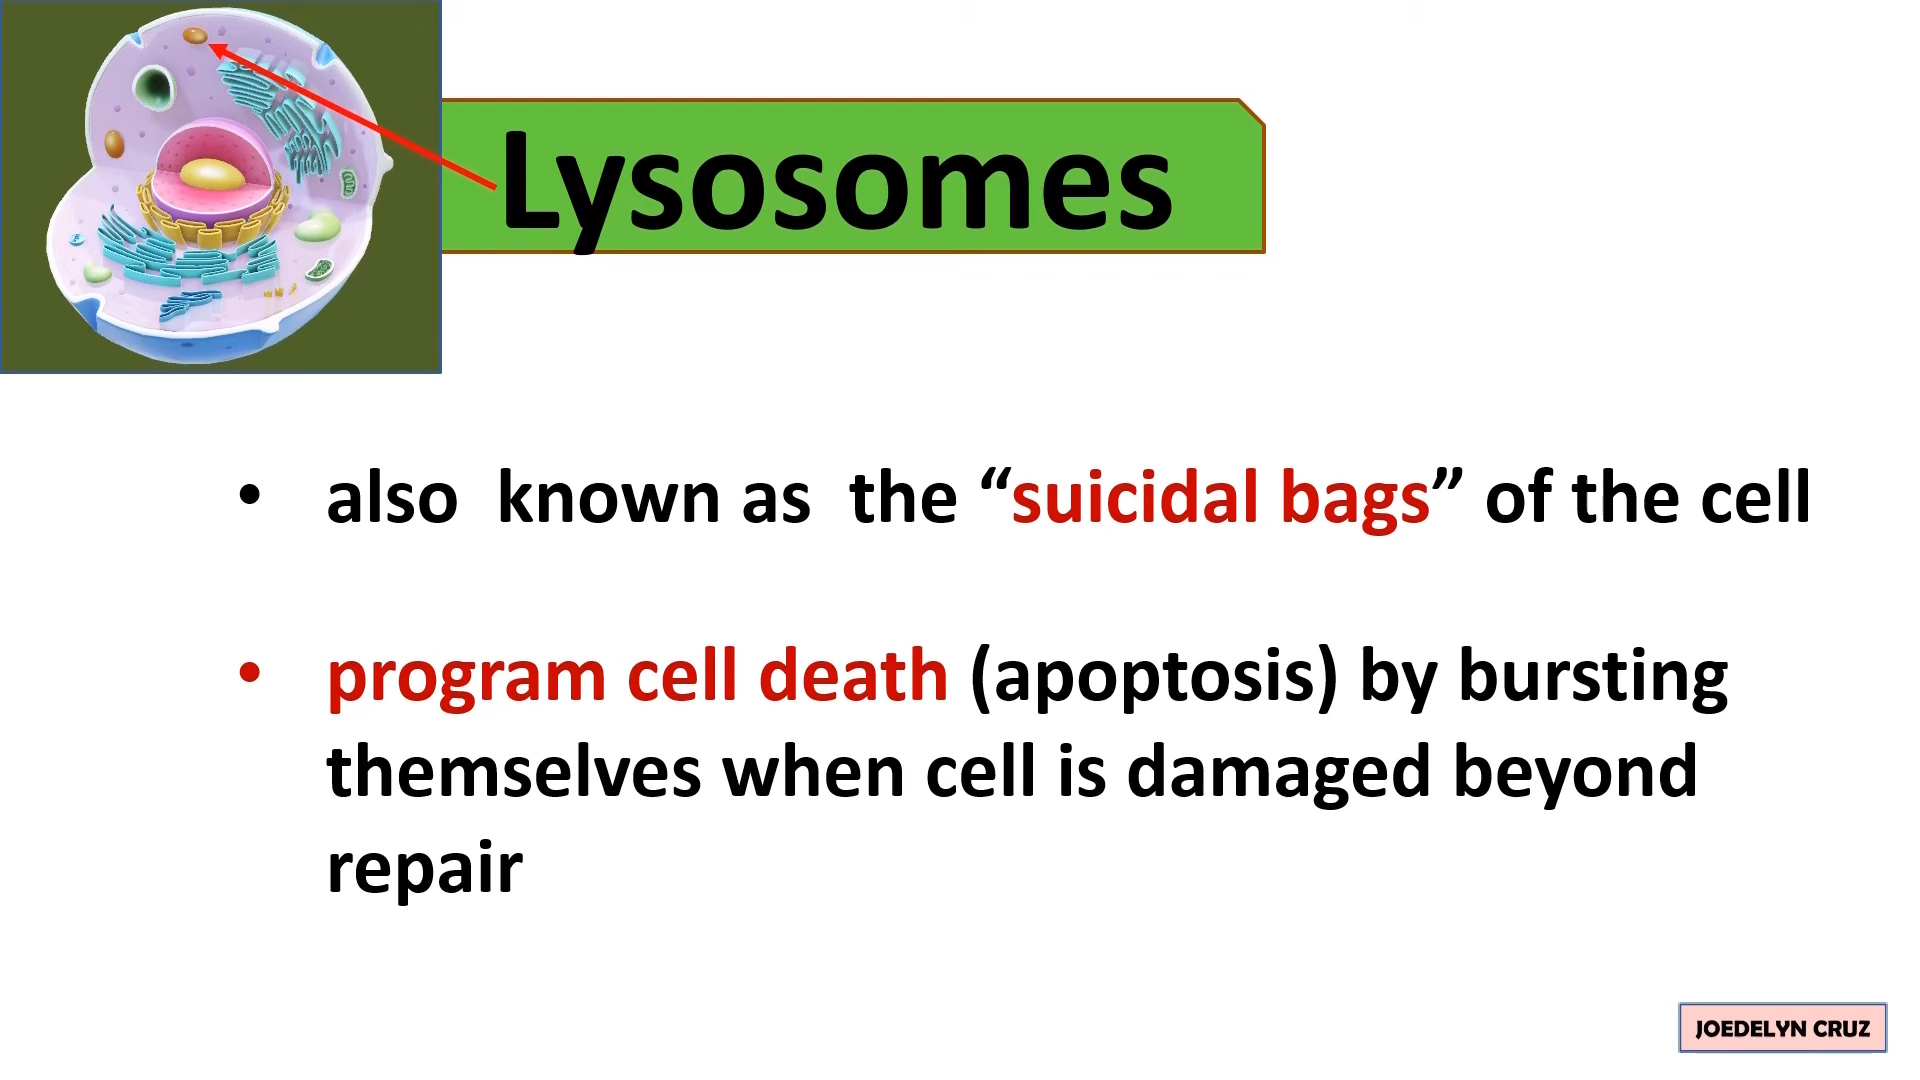 Lysosomes
• also known as the “suicidal bags” of the cell
• program cell death (apoptosis) by bursting
themselves when cell is damaged beyond
repair
JOEDELYN CRUZ